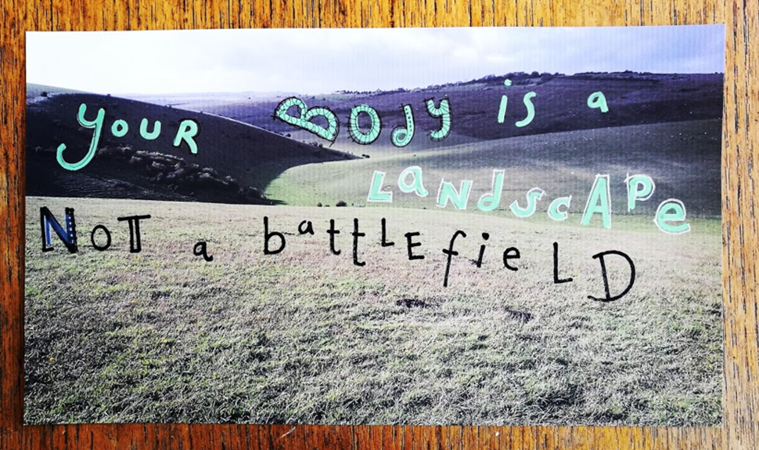 YOUR BODY is a
LandscAPe
NoT a battLEfieLD